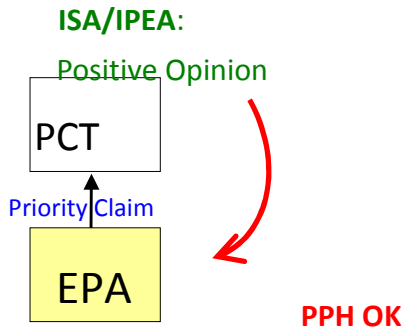 ISA/IPEA:
Positive Opinion
PCT
Priority Claim
EPA
PPH OK